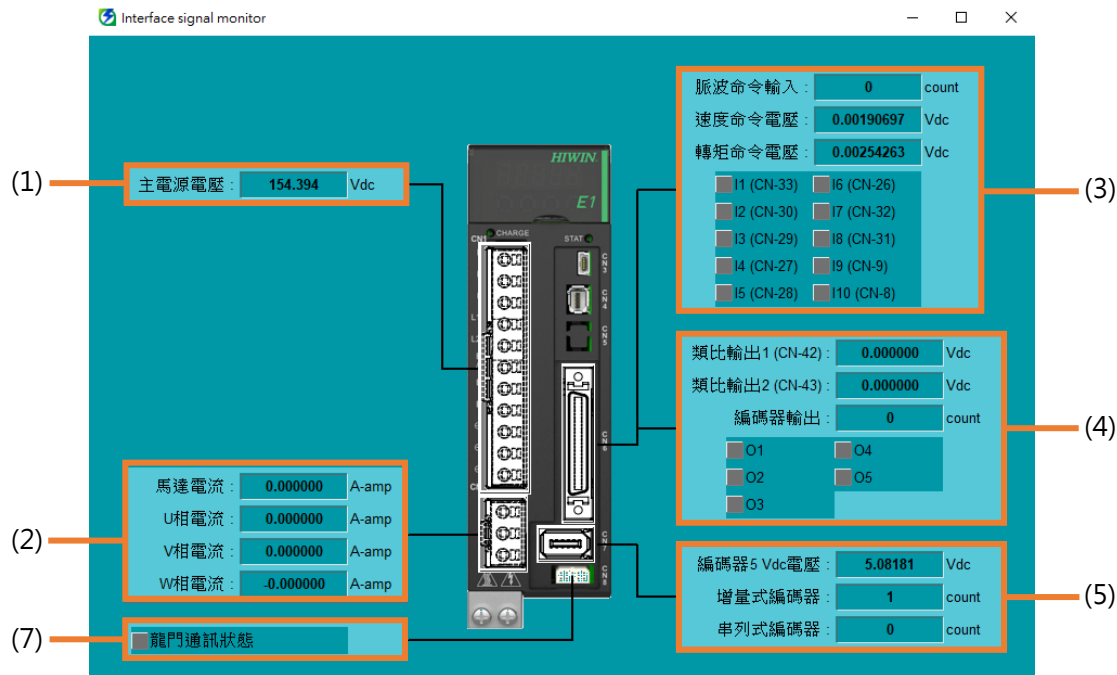 Interface signal monitor
(1)
主電源電壓 : 154.394 Vdc
(2)
馬達電流 : 0.000000 A-amp
U相電流 : 0.000000 A-amp
V相電流 : 0.000000 A-amp
W相電流 : -0.000000 A-amp
(7)
龍門通訊狀態
HIWIN
E1
CHARGE
STAT
CN1
CN3
CN4
CN5
CN6
CN7
CN8
脈波命令輸入 : 0 count
速度命令電壓 : 0.00190697 Vdc
轉矩命令電壓 : 0.00254263 Vdc
I1 (CN-33) I6 (CN-26)
I2 (CN-30) I7 (CN-32)
I3 (CN-29) I8 (CN-31)
I4 (CN-27) I9 (CN-9)
I5 (CN-28) I10 (CN-8)
(3)
類比輸出1 (CN-42) : 0.000000 Vdc
類比輸出2 (CN-43) : 0.000000 Vdc
編碼器輸出 : 0 count
O1 O4
O2 O5
O3
(4)
編碼器5 Vdc電壓 : 5.08181 Vdc
增量式編碼器 : 1 count
串列式編碼器 : 0 count
(5)